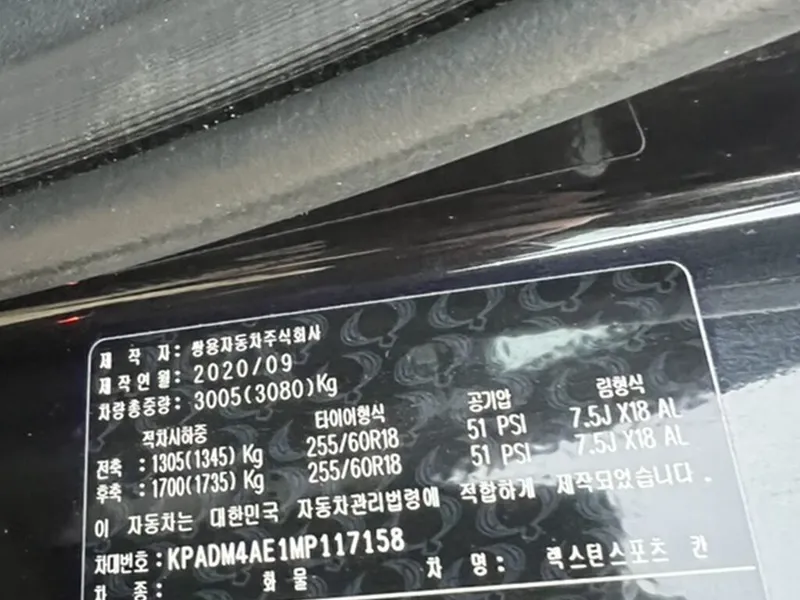 제 작 자 : 쌍용자동차주식회사
제 작 연 월 : 2020/09
차량총중량 : 3005(3080)Kg
적차시하중 타이어형식 공기압 림형식
전축 : 1305(1345) Kg 255/60R18 51 PSI 7.5J X18 AL
후축 : 1700(1735) Kg 255/60R18 51 PSI 7.5J X18 AL
이 자동차는 대한민국 자동차관리법령에 적합하게 제작되었습니다.
차대번호 : KPADM4AE1MP117158
차 종 : 화 물 차 명 : 렉스턴스포츠 칸